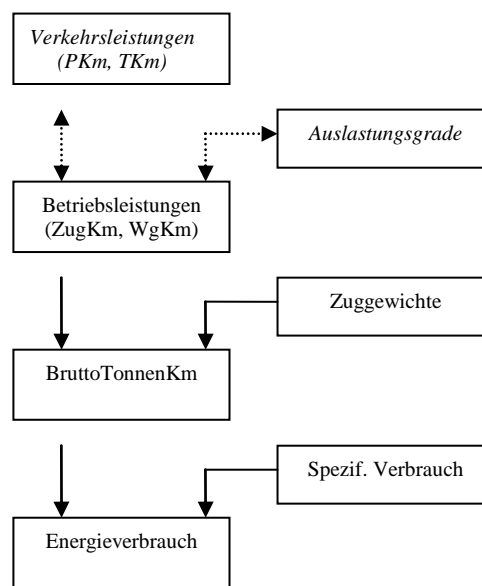 Verkehrsleistungen
(PKm, TKm)
Auslastungsgrade
Betriebsleistungen
(ZugKm, WgKm)
Zuggewichte
BruttoTonnenKm
Spezif. Verbrauch
Energieverbrauch